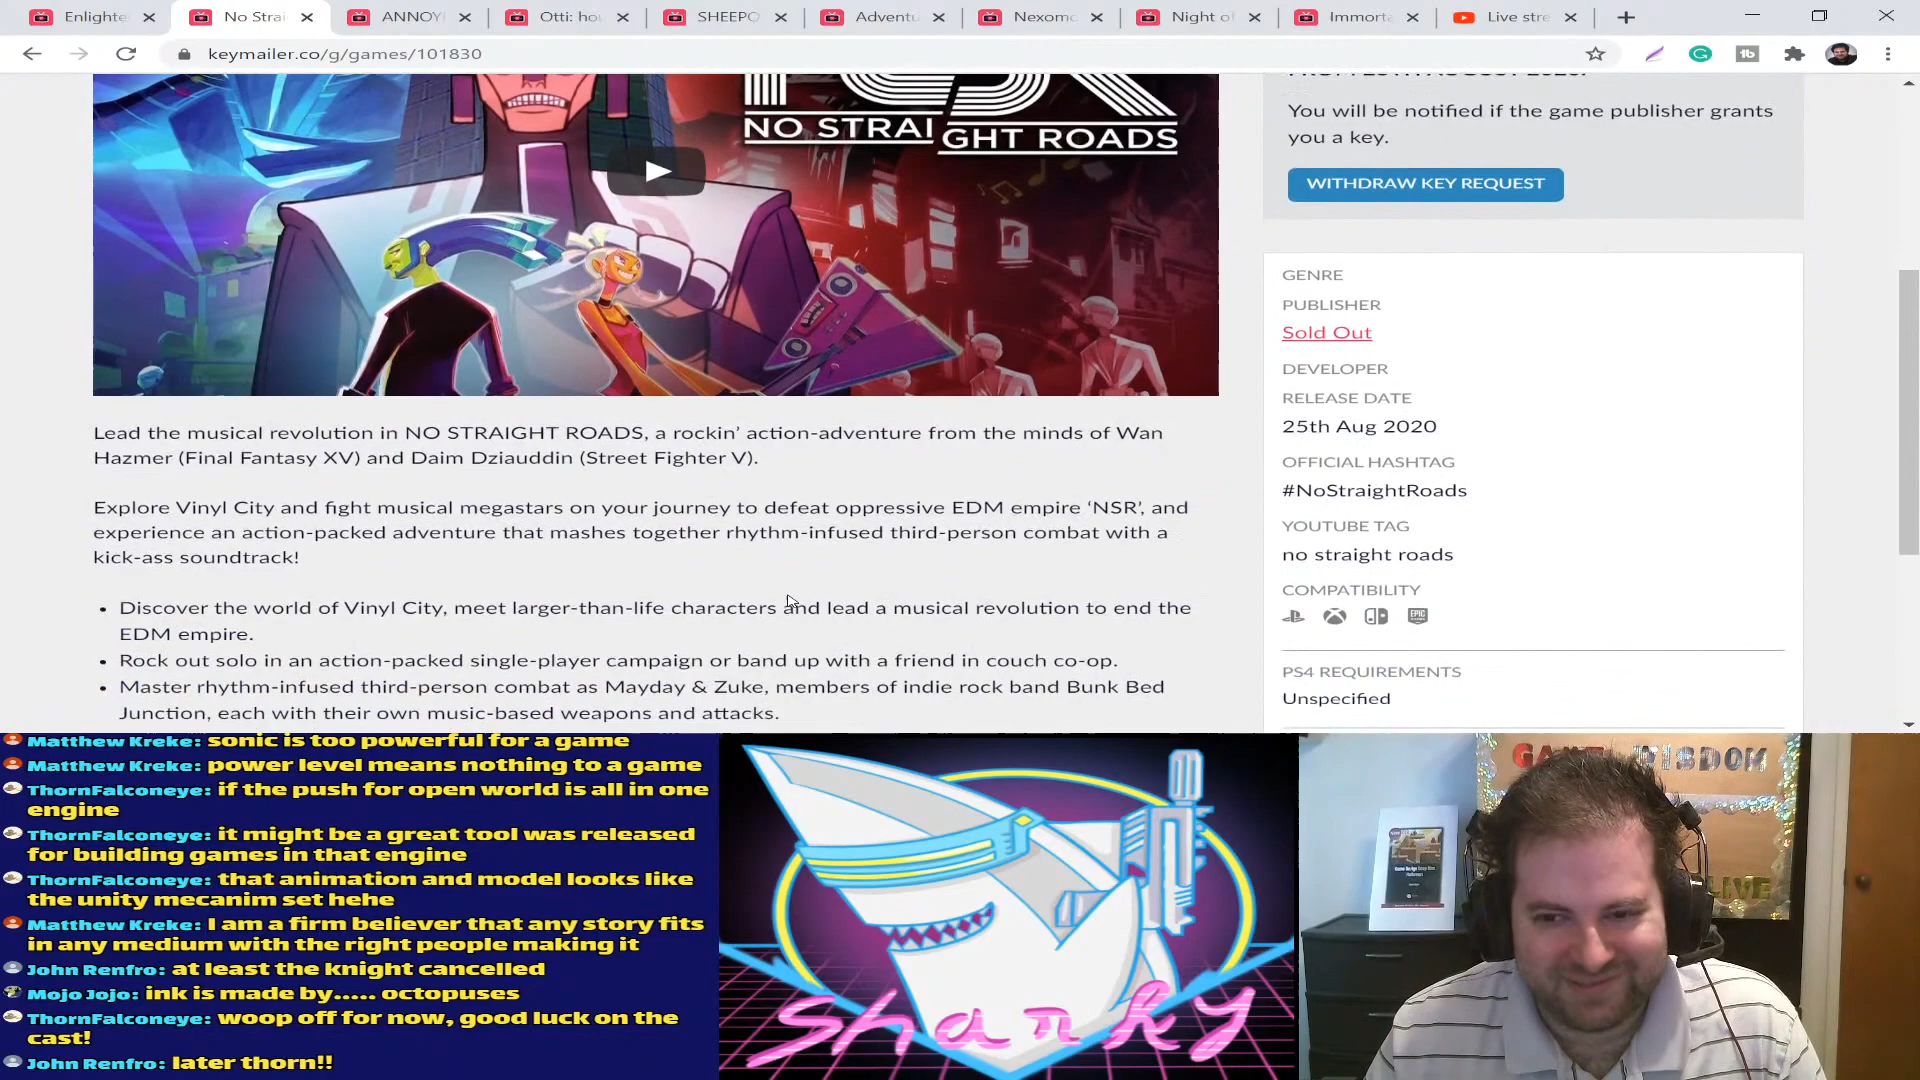 Enlighte
No Strai
ANNOY
Otti: hou
SHEEPO
Adventu
Nexomo
Night of
Immorta
Live stre
keymailer.co/g/games/101830
NO STRAIGHT ROADS
You will be notified if the game publisher grants
you a key.
WITHDRAW KEY REQUEST
Lead the musical revolution in NO STRAIGHT ROADS, a rockin’ action-adventure from the minds of Wan
Hazmer (Final Fantasy XV) and Daim Dziauddin (Street Fighter V).
Explore Vinyl City and fight musical megastars on your journey to defeat oppressive EDM empire ‘NSR’, and
experience an action-packed adventure that mashes together rhythm-infused third-person combat with a
kick-ass soundtrack!
• Discover the world of Vinyl City, meet larger-than-life characters and lead a musical revolution to end the
EDM empire.
• Rock out solo in an action-packed single-player campaign or band up with a friend in couch co-op.
• Master rhythm-infused third-person combat as Mayday & Zuke, members of indie rock band Bunk Bed
Junction, each with their own music-based weapons and attacks.
GENRE
PUBLISHER
Sold Out
DEVELOPER
RELEASE DATE
25th Aug 2020
OFFICIAL HASHTAG
#NoStraightRoads
YOUTUBE TAG
no straight roads
COMPATIBILITY
EPIC GAMES
PS4 REQUIREMENTS
Unspecified
Matthew Kreke: sonic is too powerful for a game
Matthew Kreke: power level means nothing to a game
ThornFalconeye: if the push for open world is all in one
engine
ThornFalconeye: it might be a great tool was released
for building games in that engine
ThornFalconeye: that animation and model looks like
the unity mecanim set hehe
Matthew Kreke: I am a firm believer that any story fits
in any medium with the right people making it
John Renfro: at least the knight cancelled
Mojo Jojo: ink is made by..... octopuses
ThornFalconeye: woop off for now, good luck on the
cast!
John Renfro: later thorn!!
Sharky
GAME WISDOM
LIVE